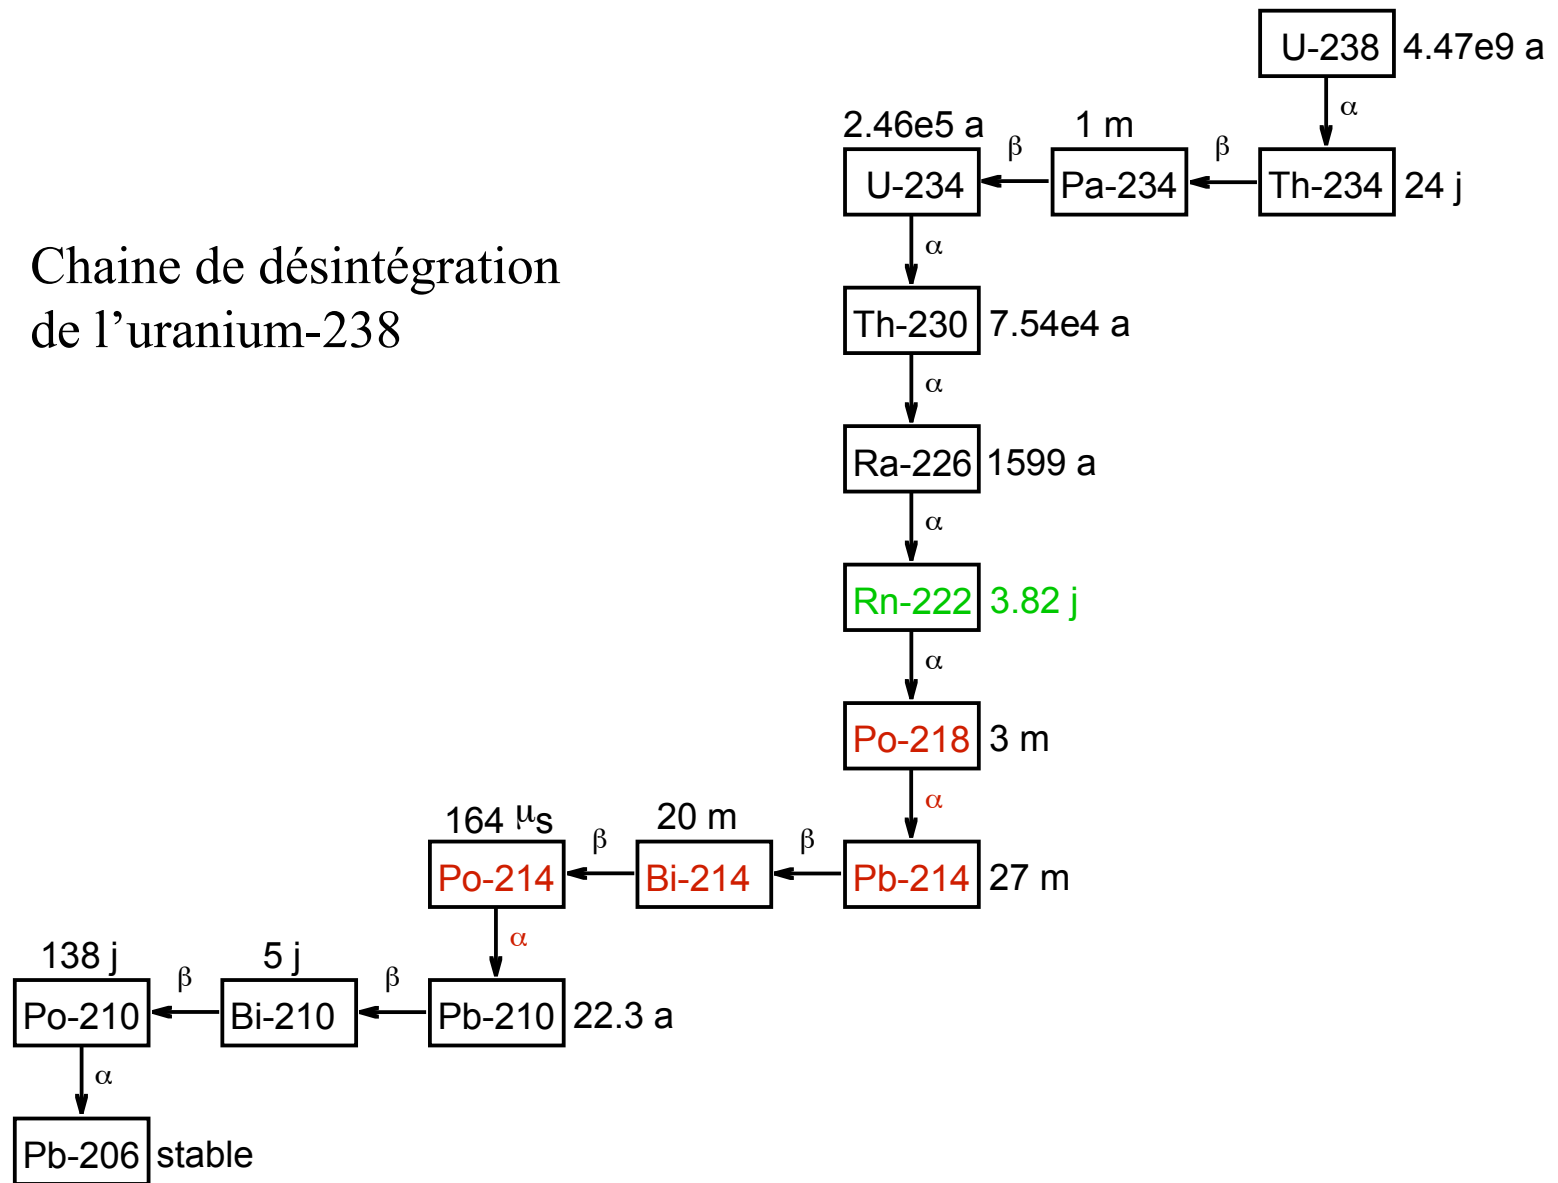 U-238 4.47e9 a
α
2.46e5 a 1 m
β β
U-234 Pa-234 Th-234 24 j
α
Chaine de désintégration
de l’uranium-238
Th-230 7.54e4 a
α
Ra-226 1599 a
α
Rn-222 3.82 j
α
Po-218 3 m
α
164 μs 20 m
β β
Po-214 Bi-214 Pb-214 27 m
α
138 j 5 j
β β
Po-210 Bi-210 Pb-210 22.3 a
α
Pb-206 stable